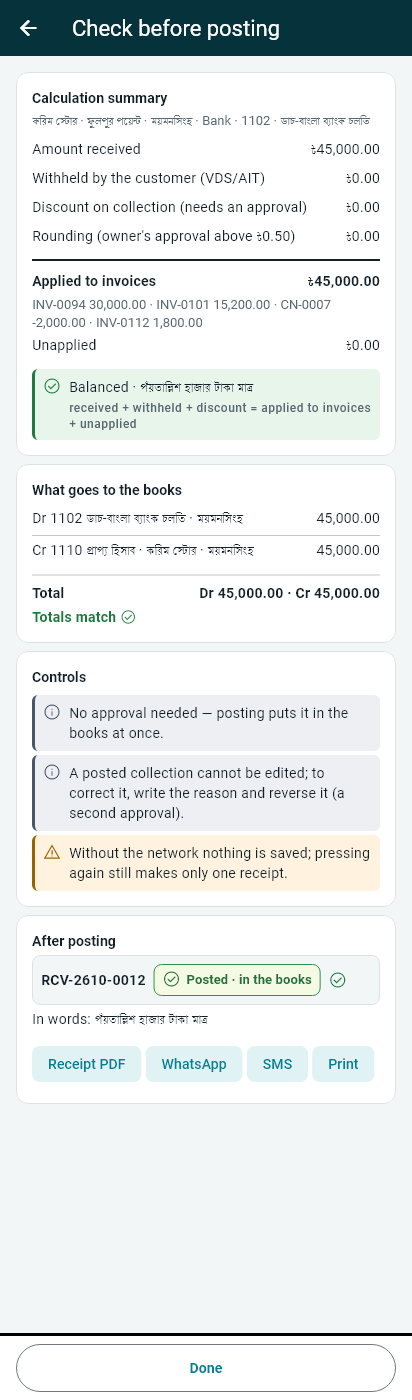 Check before posting
Calculation summary
করিম স্টোর · ফুলপুর পয়েন্ট · ময়মনসিংহ · Bank · 1102 · ডাচ-বাংলা ব্যাংক চলতি
Amount received ৳45,000.00
Withheld by the customer (VDS/AIT) ৳0.00
Discount on collection (needs an approval) ৳0.00
Rounding (owner's approval above ৳0.50) ৳0.00
Applied to invoices ৳45,000.00
INV-0094 30,000.00 · INV-0101 15,200.00 · CN-0007
-2,000.00 · INV-0112 1,800.00
Unapplied ৳0.00
Balanced · পঁয়তাল্লিশ হাজার টাকা মাত্র
received + withheld + discount = applied to invoices
+ unapplied
What goes to the books
Dr 1102 ডাচ-বাংলা ব্যাংক চলতি · ময়মনসিংহ 45,000.00
Cr 1110 প্রাপ্য হিসাব · করিম স্টোর · ময়মনসিংহ 45,000.00
Total Dr 45,000.00 · Cr 45,000.00
Totals match
Controls
No approval needed — posting puts it in the
books at once.
A posted collection cannot be edited; to
correct it, write the reason and reverse it (a
second approval).
Without the network nothing is saved; pressing
again still makes only one receipt.
After posting
RCV-2610-0012 Posted · in the books
In words: পঁয়তাল্লিশ হাজার টাকা মাত্র
Receipt PDF WhatsApp SMS Print
Done